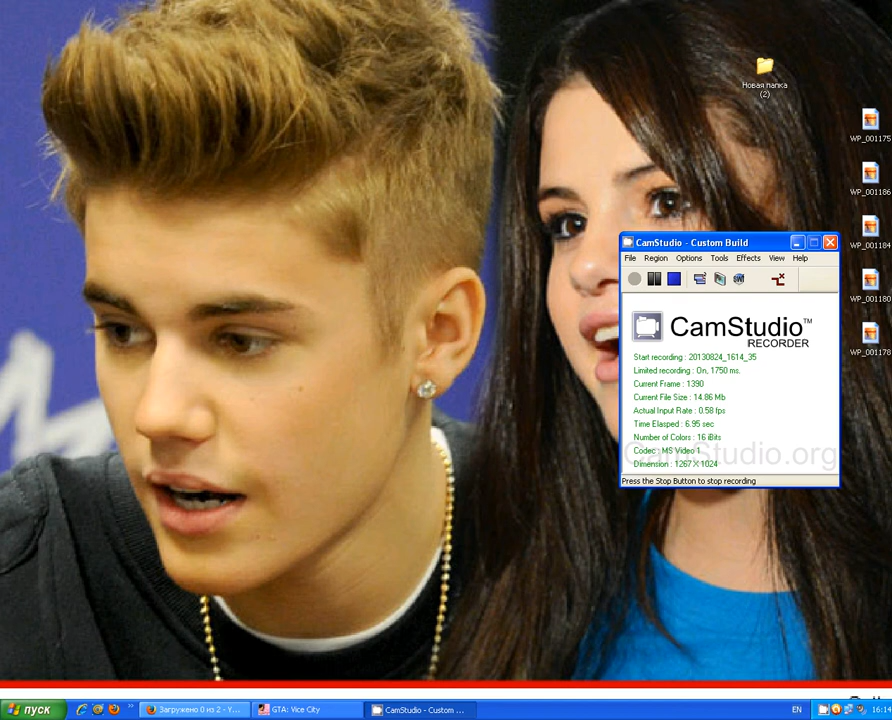 Новая папка
(2)
WP_001175
WP_001186
WP_001184
WP_001180
WP_001178
CamStudio - Custom Build
File Region Options Tools Effects View Help
CamStudio™
RECORDER
Start recording : 20130824_1614_35
Limited recording : On, 1750 ms.
Current Frame : 1390
Current File Size : 14.86 Mb
Actual Input Rate : 0.58 fps
Time Elasped : 6.95 sec
Number of Colors : 16 iBits
Codec : MS Video 1
Dimension : 1267 X 1024
CamStudio.org
Press the Stop Button to stop recording
пуск
Загружено 0 из 2 - Y...
GTA: Vice City
CamStudio - Custom ...
EN
16:14